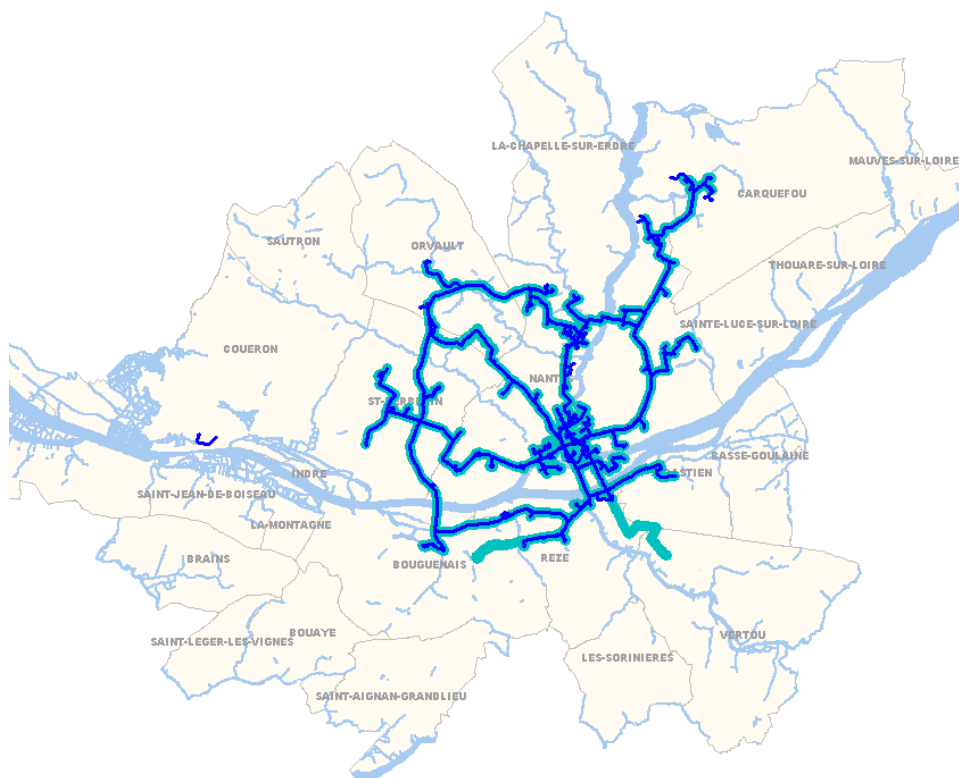 LA-CHAPELLE-SUR-ERDRE
MAUVES-SUR-LOIRE
CARQUEFOU
SAUTRON
ORVAULT
THOUARE-SUR-LOIRE
SAINTE-LUCE-SUR-LOIRE
COUERON
NANT
BASSE-GOULAINE
INDRE
SAINT-JEAN-DE-BOISEAU
LA-MONTAGNE
BRAINS
BOUGUENAIS
REZE
SAINT-LEGER-LES-VIGNES
BOUAYE
VERTOU
LES-SORINIERES
SAINT-AIGNAN-GRANDLIEU